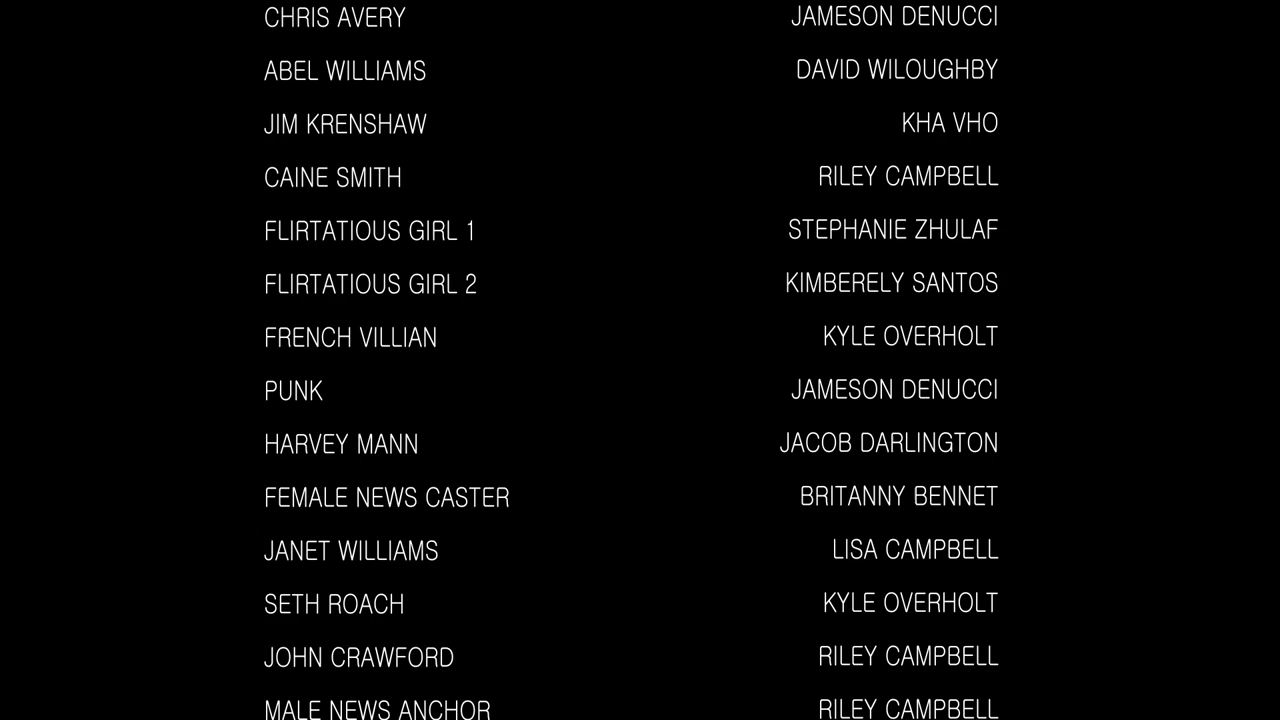 CHRIS AVERY JAMESON DENUCCI
ABEL WILLIAMS DAVID WILOUGHBY
JIM KRENSHAW KHA VHO
CAINE SMITH RILEY CAMPBELL
FLIRTATIOUS GIRL 1 STEPHANIE ZHULAF
FLIRTATIOUS GIRL 2 KIMBERELY SANTOS
FRENCH VILLIAN KYLE OVERHOLT
PUNK JAMESON DENUCCI
HARVEY MANN JACOB DARLINGTON
FEMALE NEWS CASTER BRITANNY BENNET
JANET WILLIAMS LISA CAMPBELL
SETH ROACH KYLE OVERHOLT
JOHN CRAWFORD RILEY CAMPBELL
MALE NEWS ANCHOR RILEY CAMPBELL